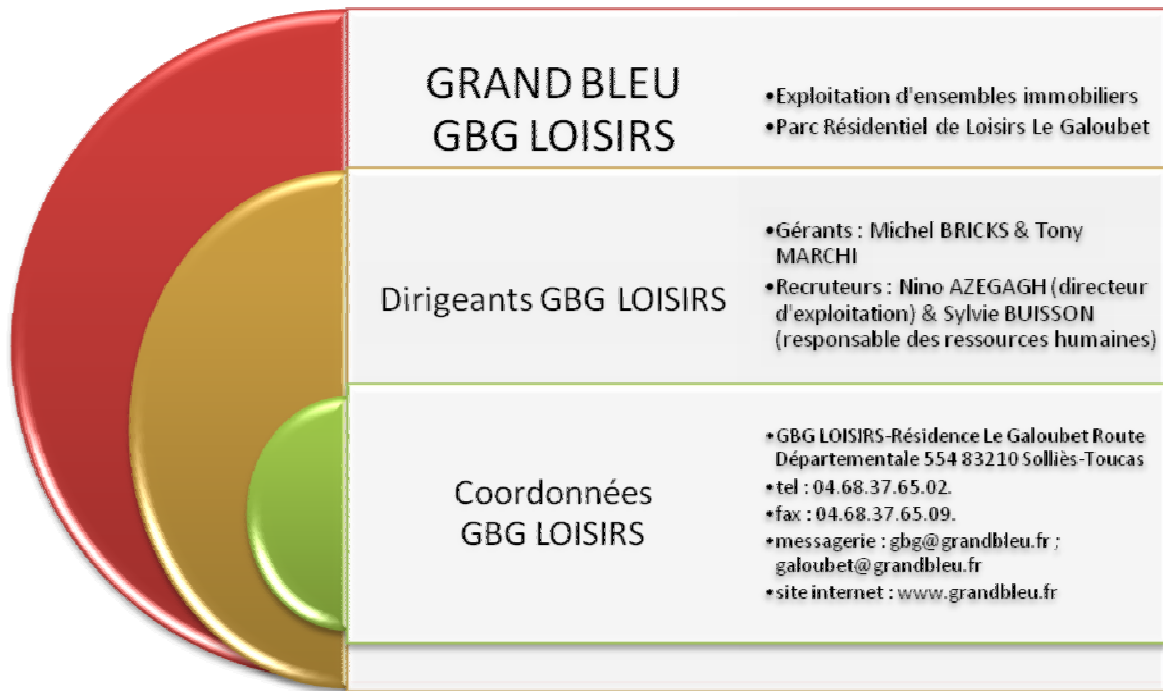 GRAND BLEU
GBG LOISIRS
•Exploitation d'ensembles immobiliers
•Parc Résidentiel de Loisirs Le Galoubet
Dirigeants GBG LOISIRS
•Gérants : Michel BRICKS & Tony
MARCHI
•Recruteurs : Nino AZEGAGH (directeur
d'exploitation) & Sylvie BUISSON
(responsable des ressources humaines)
Coordonnées
GBG LOISIRS
•GBG LOISIRS-Résidence Le Galoubet Route
Départementale 554 83210 Solliès-Toucas
•tel : 04.68.37.65.02.
•fax : 04.68.37.65.09.
•messagerie : gbg@grandbleu.fr ;
galoubet@grandbleu.fr
•site internet : www.grandbleu.fr